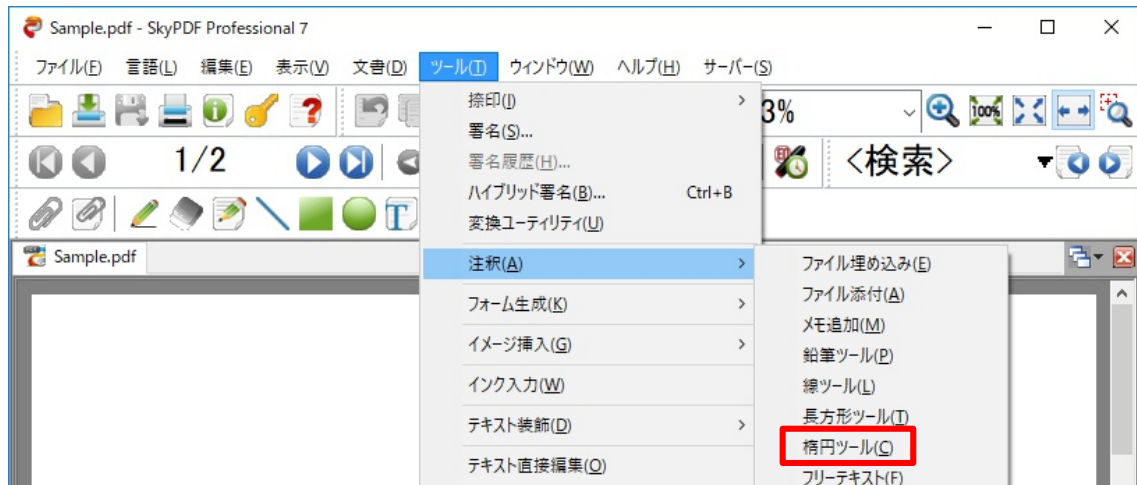 Sample.pdf - SkyPDF Professional 7
ファイル(F) 言語(L) 編集(E) 表示(V) 文書(D) ツール(T) ウィンドウ(W) ヘルプ(H) サーバー(S)
捺印(J)
3%
100%
署名(S)...
1/2
署名履歴(H)...
<検索>
ハイブリッド署名(B)... Ctrl+B
変換ユーティリティ(U)
Sample.pdf
注釈(A)
ファイル埋め込み(E)
ファイル添付(A)
フォーム生成(K)
メモ追加(M)
イメージ挿入(G)
鉛筆ツール(P)
インク入力(W)
線ツール(L)
長方形ツール(T)
テキスト装飾(D)
楕円ツール(C)
テキスト直接編集(O)
フリーテキスト(F)